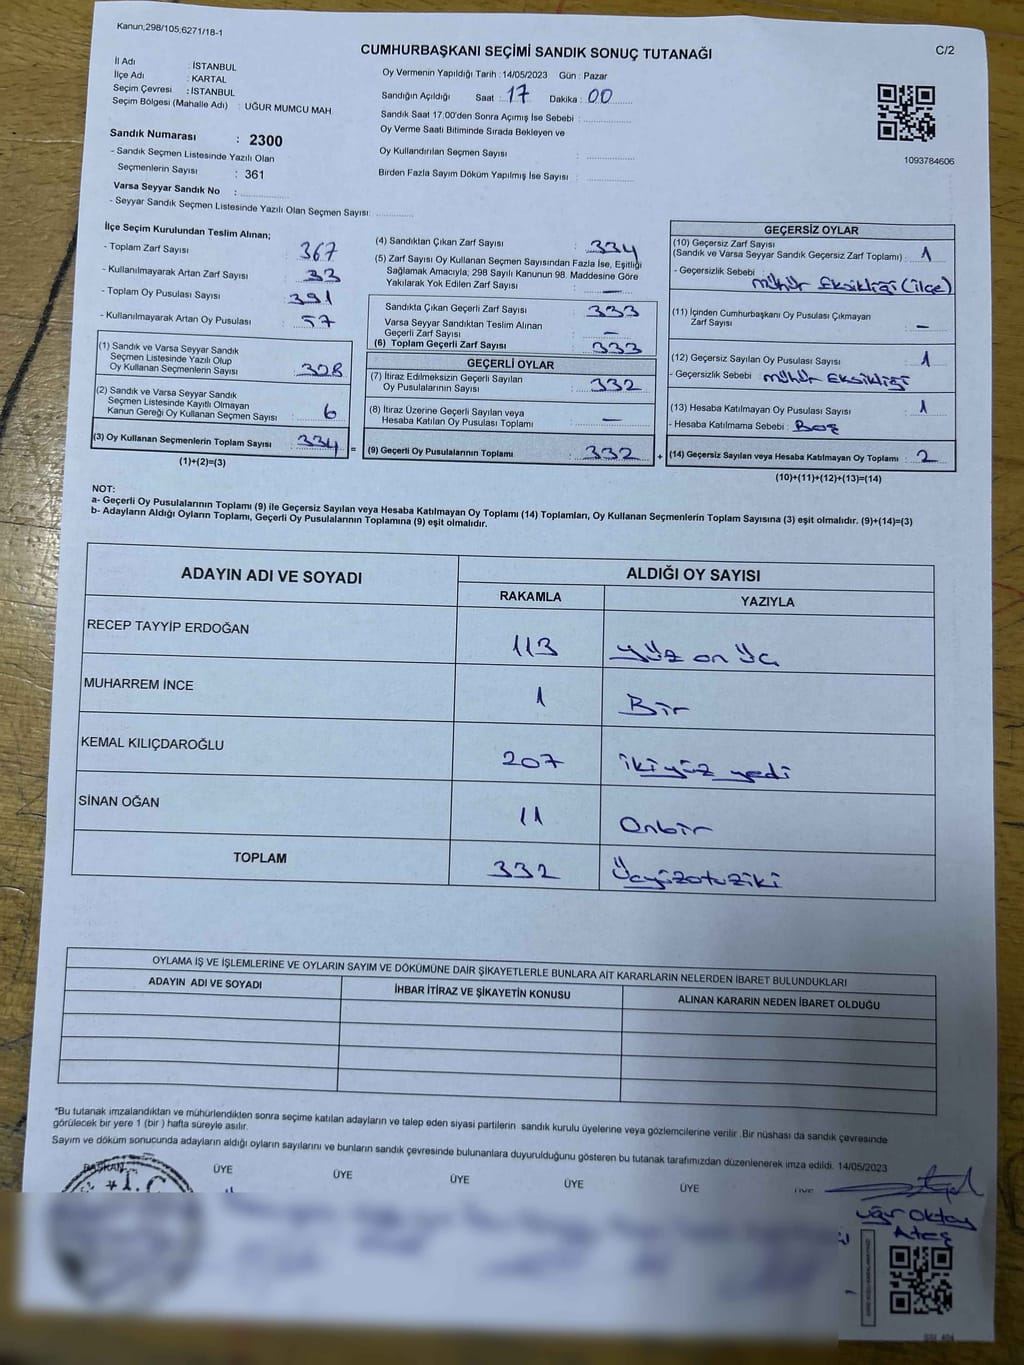 Kanun,298/105,6271/18-1
C/2
CUMHURBAŞKANI SEÇİMİ SANDIK SONUÇ TUTANAĞI
İl Adı : İSTANBUL
İlçe Adı : KARTAL
Seçim Çevresi : İSTANBUL
Seçim Bölgesi (Mahalle Adı) : UĞUR MUMCU MAH.
Sandık Numarası : 2300
- Sandık Seçmen Listesinde Yazılı Olan
Seçmenlerin Sayısı : 361
Varsa Seyyar Sandık No :
- Seyyar Sandık Seçmen Listesinde Yazılı Olan Seçmen Sayısı:
Oy Vermenin Yapıldığı Tarih : 14/05/2023 Gün : Pazar
Sandığın Açıldığı Saat : 17 Dakika : 00
Sandık Saat 17.00'den Sonra Açımış İse Sebebi :
Oy Verme Saati Bitiminde Sırada Bekleyen ve
Oy Kullandırılan Seçmen Sayısı :
Birden Fazla Sayım Döküm Yapılmış İse Sayısı :
1093784606
İlçe Seçim Kurulundan Teslim Alınan;
- Toplam Zarf Sayısı : 367
- Kullanılmayarak Artan Zarf Sayısı : 33
- Toplam Oy Pusulası Sayısı : 391
- Kullanılmayarak Artan Oy Pusulası : 57
(1) Sandık ve Varsa Seyyar Sandık
Seçmen Listesinde Yazılı Olup
Oy Kullanan Seçmenlerin Sayısı : 328
(2) Sandık ve Varsa Seyyar Sandık
Seçmen Listesinde Kayıtlı Olmayan
Kanun Gereği Oy Kullanan Seçmen Sayısı : 6
(3) Oy Kullanan Seçmenlerin Toplam Sayısı : 334
(1)+(2)=(3)
(4) Sandıktan Çıkan Zarf Sayısı : 334
(5) Zarf Sayısı Oy Kullanan Seçmen Sayısından Fazla İse, Eşitliği
Sağlamak Amacıyla; 298 Sayılı Kanunun 98. Maddesine Göre
Yakılarak Yok Edilen Zarf Sayısı : —
Sandıkta Çıkan Geçerli Zarf Sayısı : 333
Varsa Seyyar Sandıktan Teslim Alınan
Geçerli Zarf Sayısı : —
(6) Toplam Geçerli Zarf Sayısı : 333
GEÇERLİ OYLAR
(7) İtiraz Edilmeksizin Geçerli Sayılan
Oy Pusulalarının Sayısı : 332
(8) İtiraz Üzerine Geçerli Sayılan veya
Hesaba Katılan Oy Pusulası Toplamı : —
= (9) Geçerli Oy Pusulalarının Toplamı : 332 +
GEÇERSİZ OYLAR
(10) Geçersiz Zarf Sayısı
(Sandık ve Varsa Seyyar Sandık Geçersiz Zarf Toplamı) : 1
- Geçersizlik Sebebi : mühür Eksikliği (ilçe)
(11) İçinden Cumhurbaşkanı Oy Pusulası Çıkmayan
Zarf Sayısı : —
(12) Geçersiz Sayılan Oy Pusulası Sayısı : 1
- Geçersizlik Sebebi : mühür Eksikliği
(13) Hesaba Katılmayan Oy Pusulası Sayısı : 1
- Hesaba Katılmama Sebebi : Boş
(14) Geçersiz Sayılan veya Hesaba Katılmayan Oy Toplamı : 2
(10)+(11)+(12)+(13)=(14)
NOT:
a- Geçerli Oy Pusulalarının Toplamı (9) ile Geçersiz Sayılan veya Hesaba Katılmayan Oy Toplamı (14) Toplamları, Oy Kullanan Seçmenlerin Toplam Sayısına (3) eşit olmalıdır. (9)+(14)=(3)
b- Adayların Aldığı Oyların Toplamı, Geçerli Oy Pusulalarının Toplamına (9) eşit olmalıdır.
ADAYIN ADI VE SOYADI ALDIĞI OY SAYISI
RAKAMLA YAZIYLA
RECEP TAYYİP ERDOĞAN 113 yüz on üç
MUHARREM İNCE 1 Bir
KEMAL KILIÇDAROĞLU 207 iki yüz yedi
SİNAN OĞAN 11 Onbir
TOPLAM 332 Üçyüzotuziki
OYLAMA İŞ VE İŞLEMLERİNE VE OYLARIN SAYIM VE DÖKÜMÜNE DAİR ŞİKAYETLERLE BUNLARA AİT KARARLARIN NELERDEN İBARET BULUNDUKLARI
ADAYIN ADI VE SOYADI İHBAR İTİRAZ VE ŞİKAYETİN KONUSU ALINAN KARARIN NEDEN İBARET OLDUĞU
*Bu tutanak imzalandıktan ve mühürlendikten sonra seçime katılan adayların ve talep eden siyasi partilerin sandık kurulu üyelerine veya gözlemcilerine verilir .Bir nüshası da sandık çevresinde
görülecek bir yere 1 (bir ) hafta süreyle asılır.
Sayım ve döküm sonucunda adayların aldığı oyların sayılarını ve bunların sandık çevresinde bulunanlara duyurulduğunu gösteren bu tutanak tarafımızdan düzenlenerek imza edildi. 14/05/2023
BAŞKAN ÜYE ÜYE ÜYE ÜYE ÜYE ÜYE
T.C
Uğur Oktay
Ateş